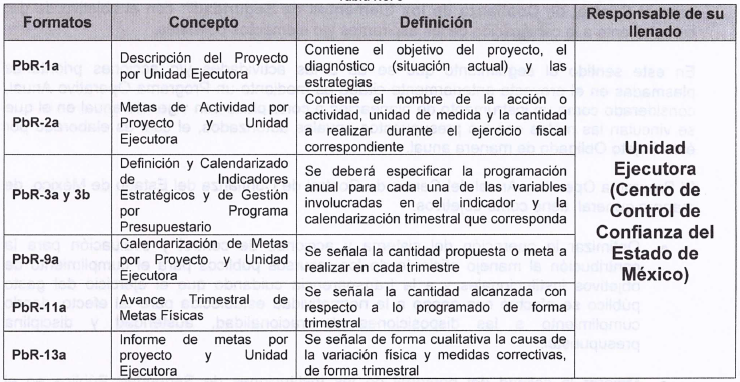 Formatos
Concepto
Definición
Responsable de su
llenado
PbR-1a
Descripción del Proyecto
por Unidad Ejecutora
Contiene el objetivo del proyecto, el
diagnóstico (situación actual) y las
estrategias
PbR-2a
Metas de Actividad por
Proyecto y Unidad
Ejecutora
Contiene el nombre de la acción o
actividad, unidad de medida y la cantidad
a realizar durante el ejercicio fiscal
correspondiente
PbR-3a y 3b
Definición y Calendarizado
de Indicadores
Estratégicos y de Gestión
por Programa
Presupuestario
Se deberá especificar la programación
anual para cada una de las variables
involucradas en el indicador y la
calendarización trimestral que corresponda
PbR-9a
Calendarización de Metas
por Proyecto y Unidad
Ejecutora
Se señala la cantidad propuesta o meta a
realizar en cada trimestre
PbR-11a
Avance Trimestral de
Metas Físicas
Se señala la cantidad alcanzada con
respecto a lo programado de forma
trimestral
PbR-13a
Informe de metas por
proyecto y Unidad
Ejecutora
Se señala de forma cualitativa la causa de
la variación física y medidas correctivas,
de forma trimestral
Unidad
Ejecutora
(Centro de
Control de
Confianza del
Estado de
México)